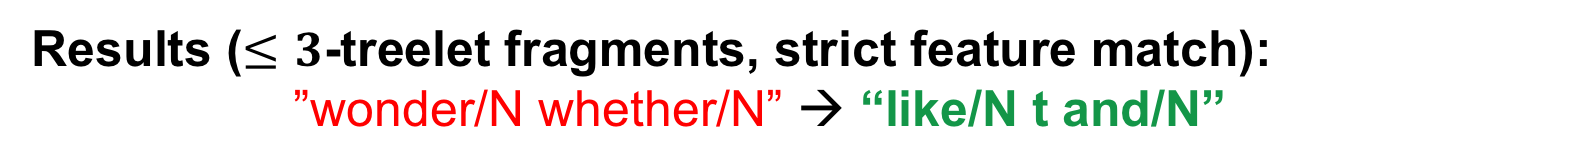 Results (≤ 3-treelet fragments, strict feature match):
”wonder/N whether/N” → “like/N t and/N”